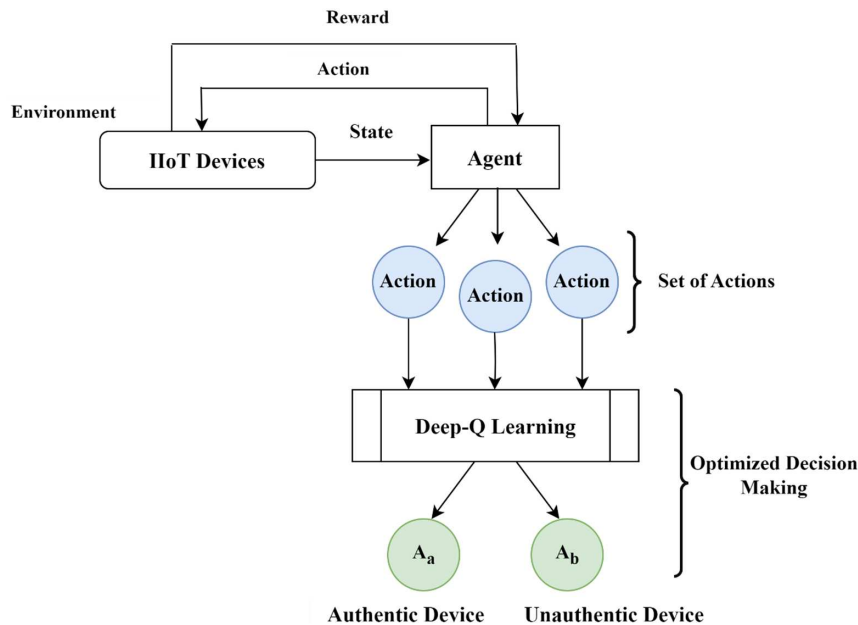 Reward
Action
Environment
State
IIoT Devices
Agent
Action
Action
Action
Set of Actions
Deep-Q Learning
Optimized Decision
Making
Aa
Ab
Authentic Device
Unauthentic Device